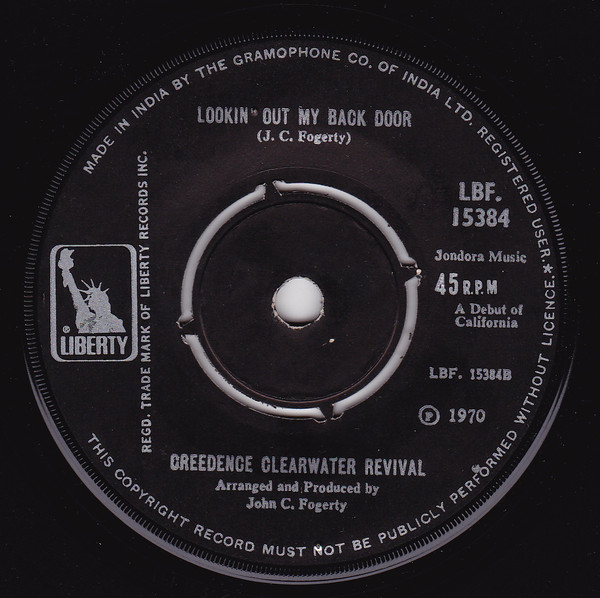 MADE IN INDIA BY THE GRAMOPHONE CO. OF INDIA LTD. REGISTERED USER.*
LOOKIN' OUT MY BACK DOOR
(J. C. Fogerty)
LBF.
15384
Jondora Music
45 R.P.M
A Debut of
California
LBF. 15384B
℗ 1970
REGD. TRADE MARK OF LIBERTY RECORDS INC.
® LIBERTY
CREEDENCE CLEARWATER REVIVAL
Arranged and Produced by
John C. Fogerty
THIS COPYRIGHT RECORD MUST NOT BE PUBLICLY PERFORMED WITHOUT LICENCE.